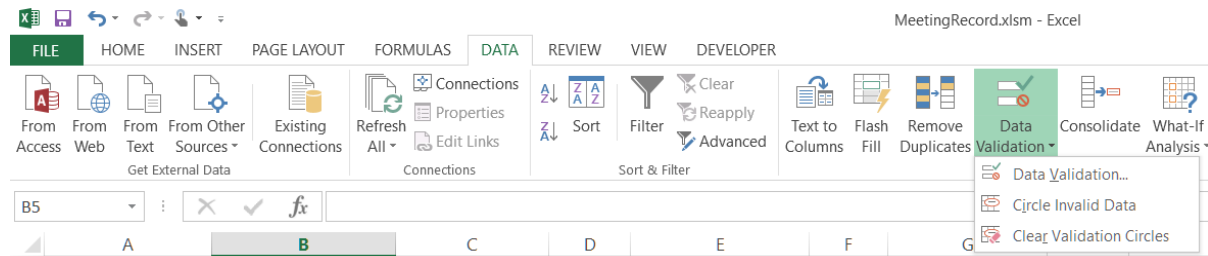 MeetingRecord.xlsm - Excel
FILE HOME INSERT PAGE LAYOUT FORMULAS DATA REVIEW VIEW DEVELOPER
From Access
From Web
From Text
From Other Sources
Existing Connections
Get External Data
Refresh All
Connections
Properties
Edit Links
Connections
A Z
Z A
Z A A Z
Sort
Filter
Clear
Reapply
Advanced
Sort & Filter
Text to Columns
Flash Fill
Remove Duplicates
Data Validation
Consolidate
What-If Analysis
Data Validation...
Circle Invalid Data
Clear Validation Circles
B5
fx
A B C D E F G